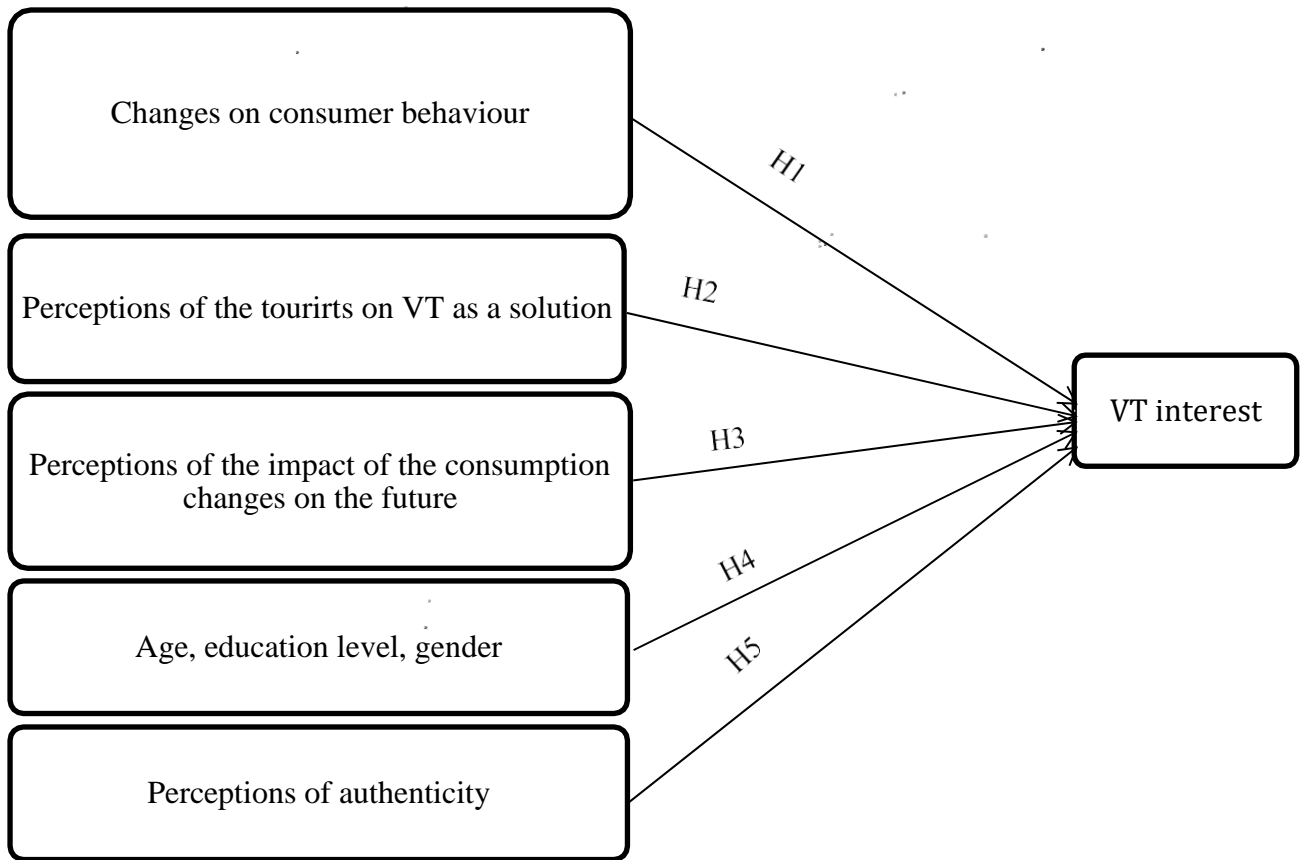 Changes on consumer behaviour
H1
Perceptions of the tourirts on VT as a solution
H2
VT interest
H3
Perceptions of the impact of the consumption
changes on the future
H4
Age, education level, gender
H5
Perceptions of authenticity